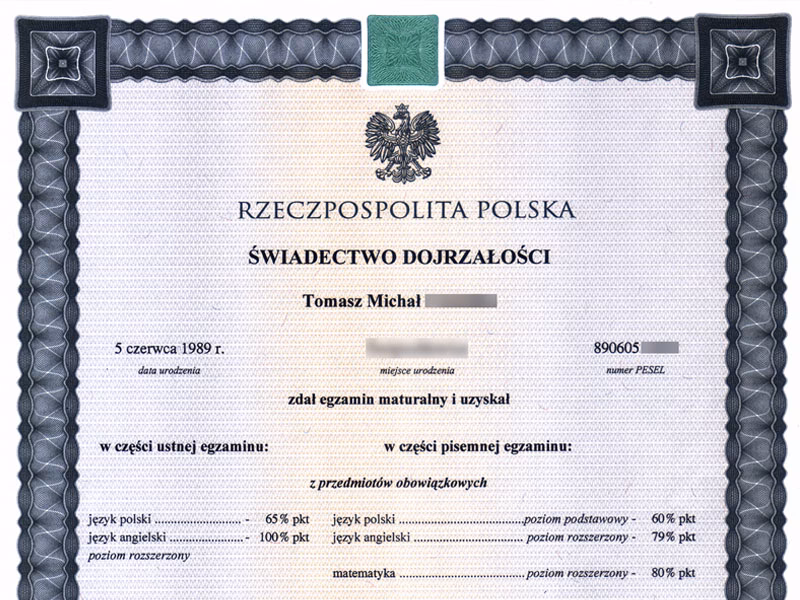 RZECZPOSPOLITA POLSKA
ŚWIADECTWO DOJRZAŁOŚCI
Tomasz Michał
5 czerwca 1989 r. 890605
data urodzenia miejsce urodzenia numer PESEL
zdał egzamin maturalny i uzyskał
w części ustnej egzaminu: w części pisemnej egzaminu:
z przedmiotów obowiązkowych
język polski ........................... - 65% pkt język polski ........................................poziom podstawowy - 60% pkt
język angielski ........................- 100% pkt język angielski .................................... poziom rozszerzony - 79% pkt
poziom rozszerzony
matematyka ........................................poziom rozszerzony - 80% pkt